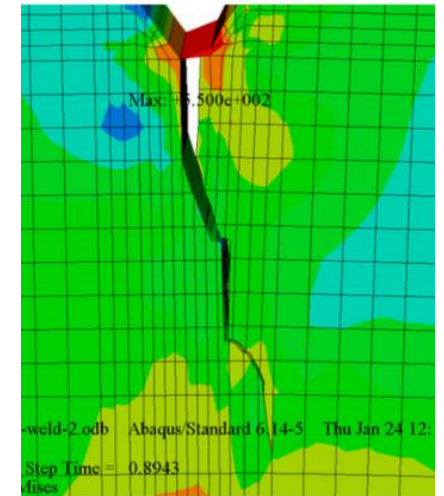 Max: +5.500e+002
-weld-2.odb Abaqus/Standard 6.14-5 Thu Jan 24 12:
Step Time = 0.8943
Mises